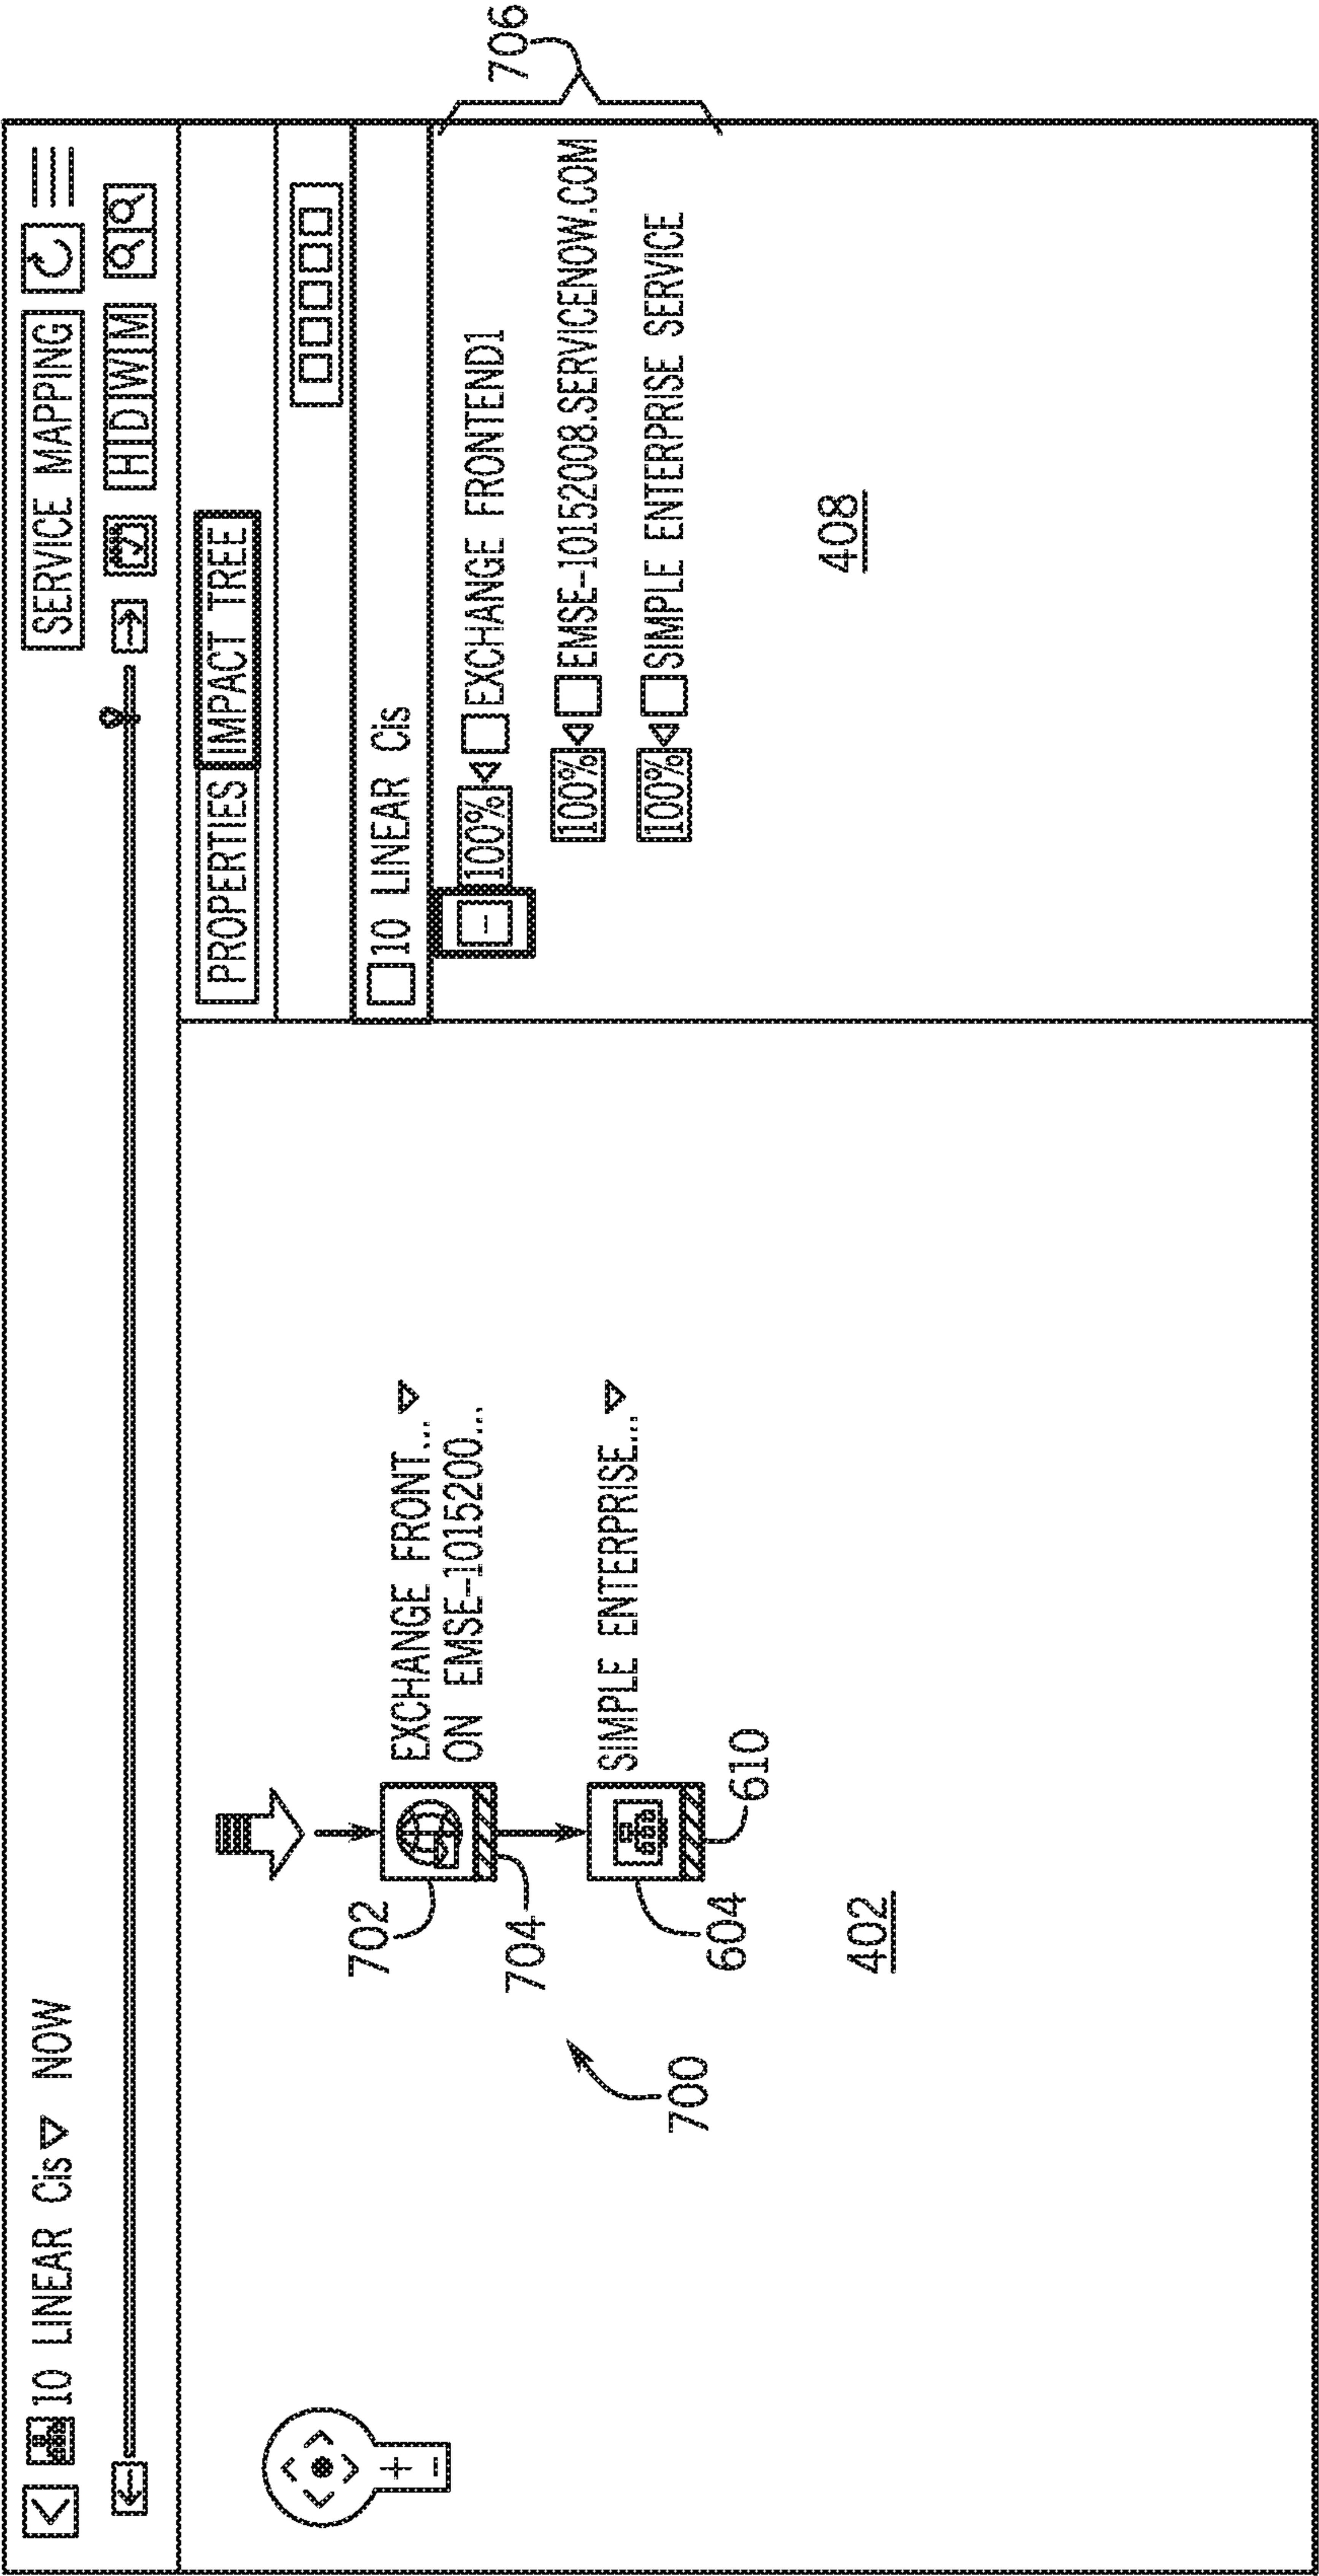 10 LINEAR Cis NOW
SERVICE MAPPING
H D W M
PROPERTIES IMPACT TREE
10 LINEAR Cis
- 100% EXCHANGE FRONTEND1
100% EMSE-10152008.SERVICENOW.COM
100% SIMPLE ENTERPRISE SERVICE
706
408
+
-
EXCHANGE FRONT...
ON EMSE-1015200...
702
704
SIMPLE ENTERPRISE...
604
610
700
402